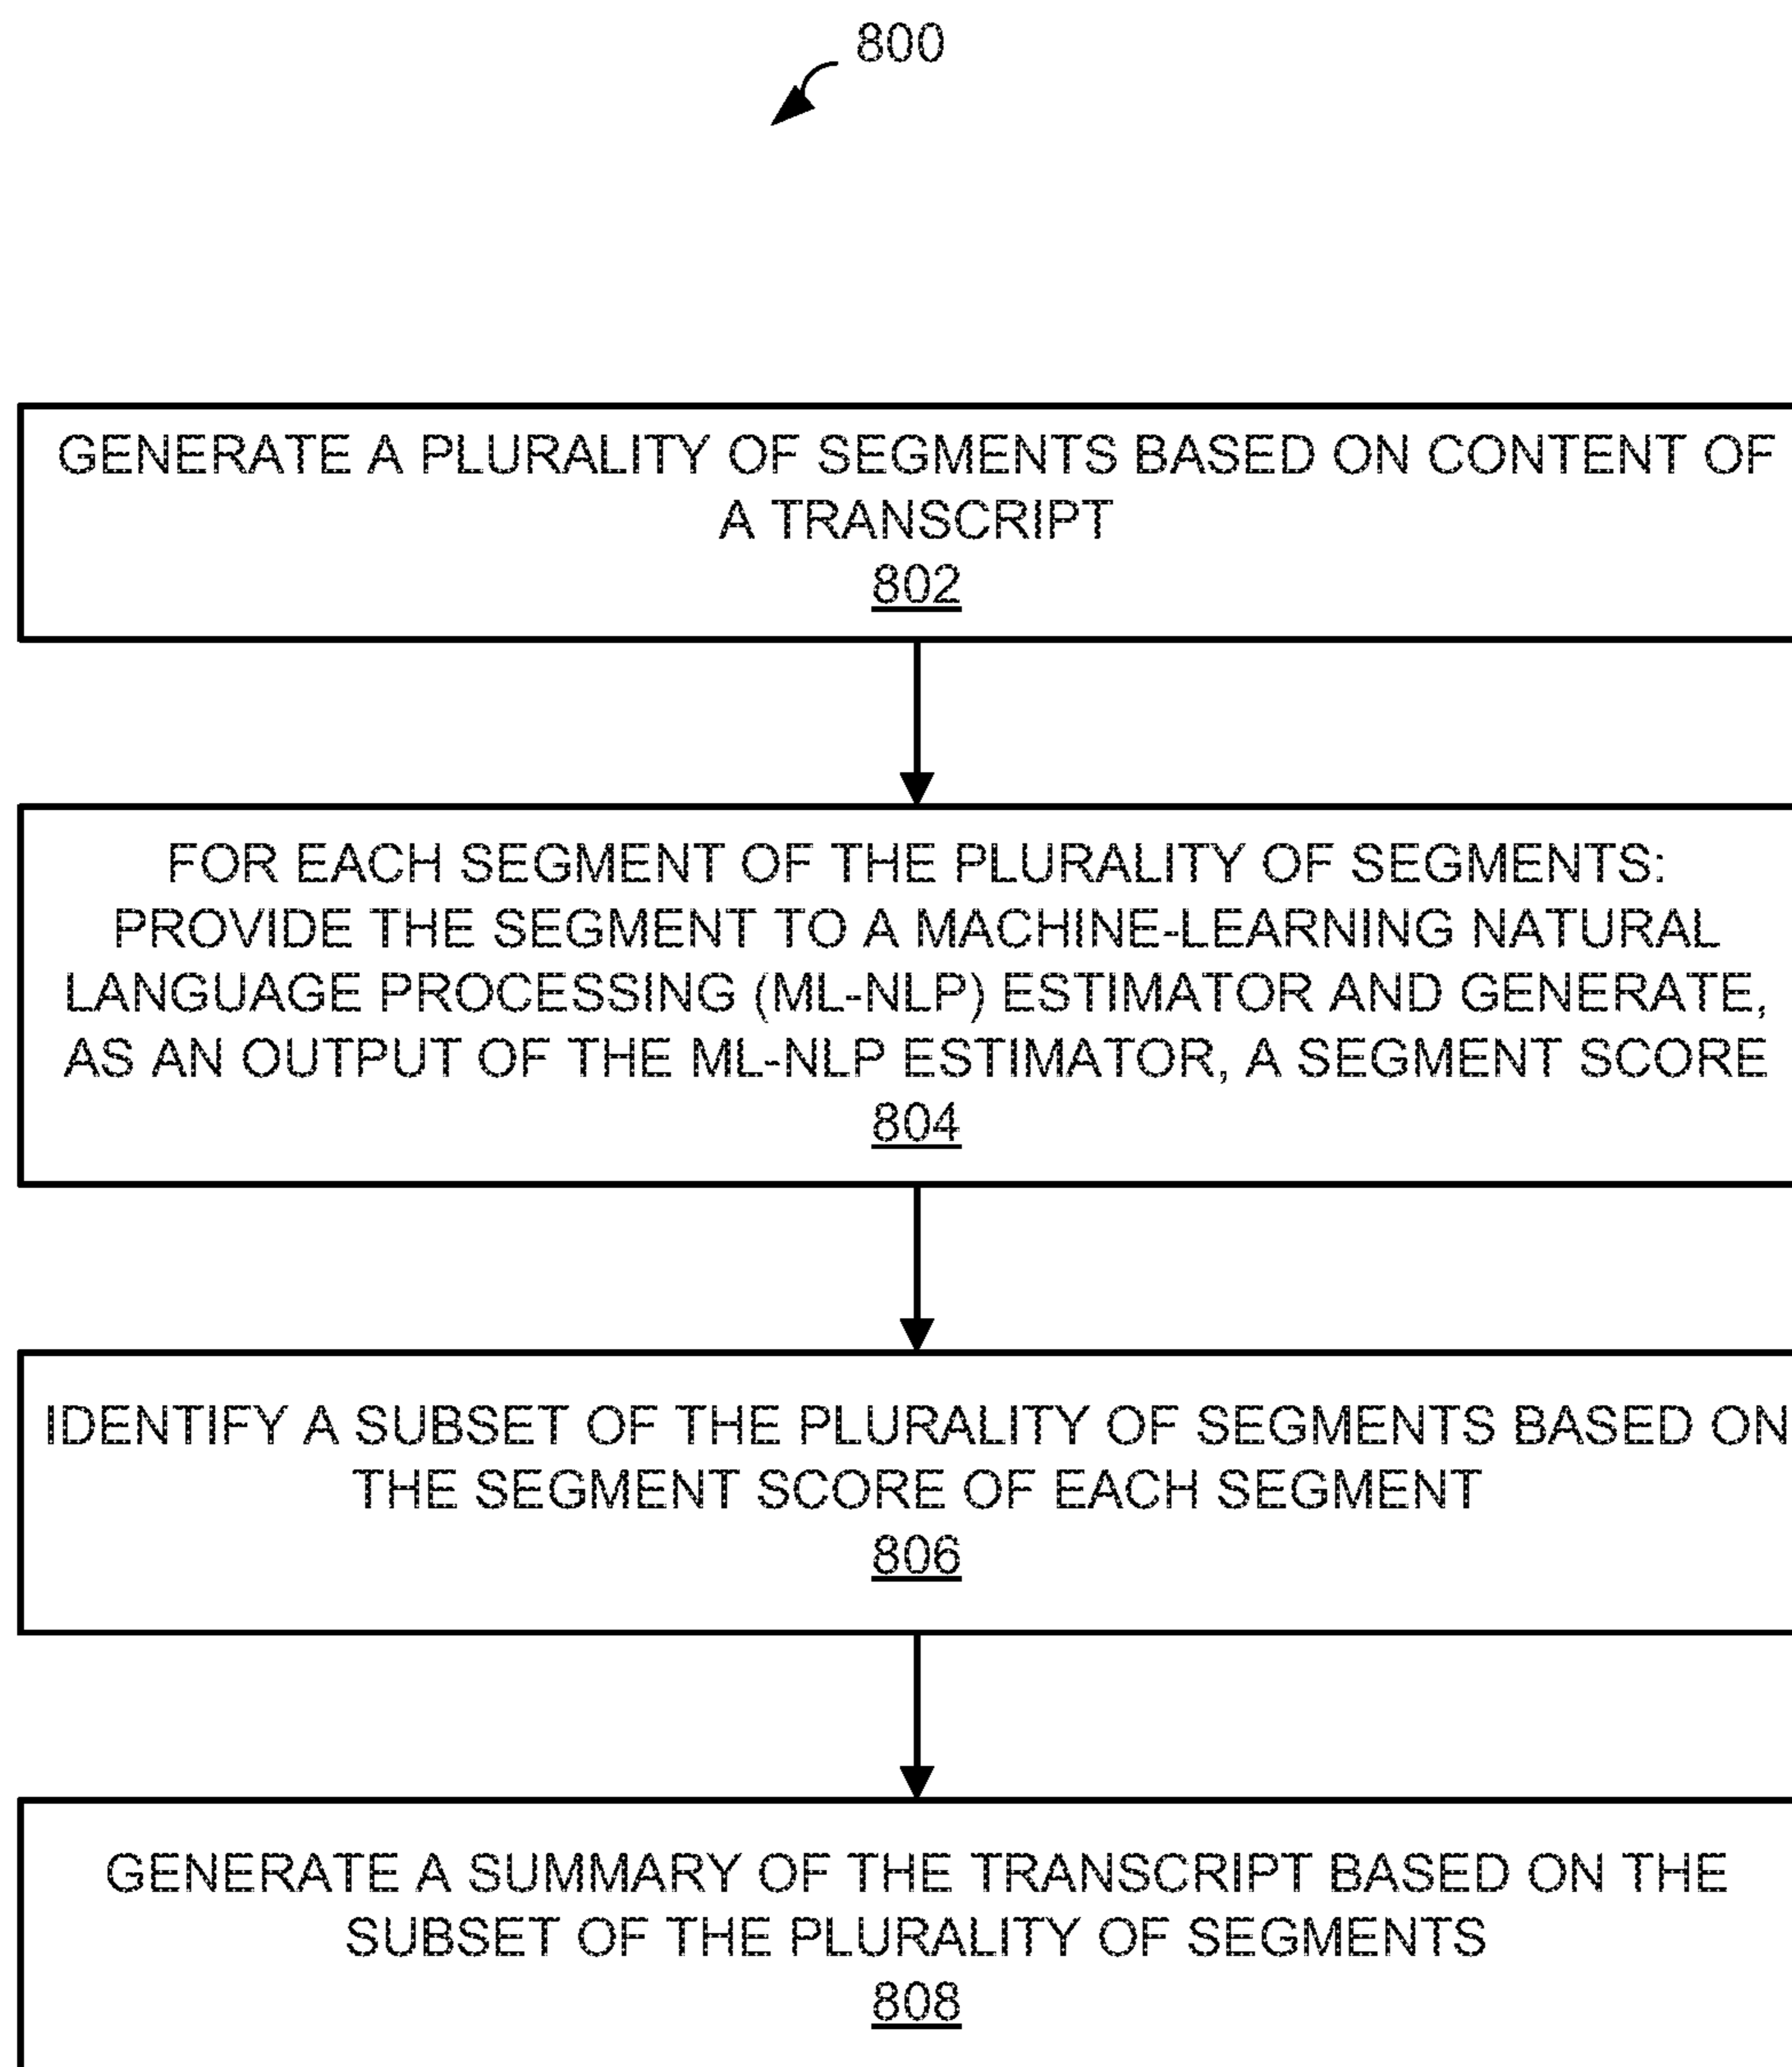 800
GENERATE A PLURALITY OF SEGMENTS BASED ON CONTENT OF
A TRANSCRIPT
802
FOR EACH SEGMENT OF THE PLURALITY OF SEGMENTS:
PROVIDE THE SEGMENT TO A MACHINE-LEARNING NATURAL
LANGUAGE PROCESSING (ML-NLP) ESTIMATOR AND GENERATE,
AS AN OUTPUT OF THE ML-NLP ESTIMATOR, A SEGMENT SCORE
804
IDENTIFY A SUBSET OF THE PLURALITY OF SEGMENTS BASED ON
THE SEGMENT SCORE OF EACH SEGMENT
806
GENERATE A SUMMARY OF THE TRANSCRIPT BASED ON THE
SUBSET OF THE PLURALITY OF SEGMENTS
808